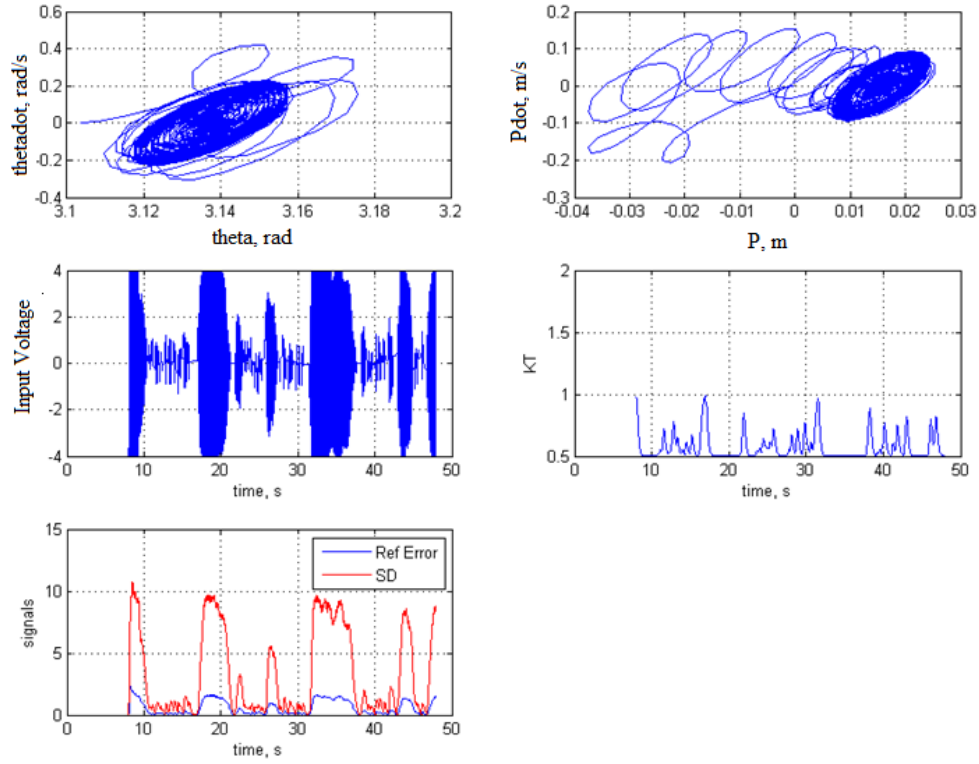 0.6
0.4
0.2
0
-0.2
-0.4
thetadot, rad/s
3.1 3.12 3.14 3.16 3.18 3.2
theta, rad
0.2
0.1
0
-0.1
-0.2
-0.3
Pdot, m/s
-0.04 -0.03 -0.02 -0.01 0 0.01 0.02 0.03
P, m
4
2
0
-2
-4
Input Voltage
0 10 20 30 40 50
time, s
2
1.5
1
0.5
KT
0 10 20 30 40 50
time, s
15
10
5
0
signals
Ref Error
SD
0 10 20 30 40 50
time, s